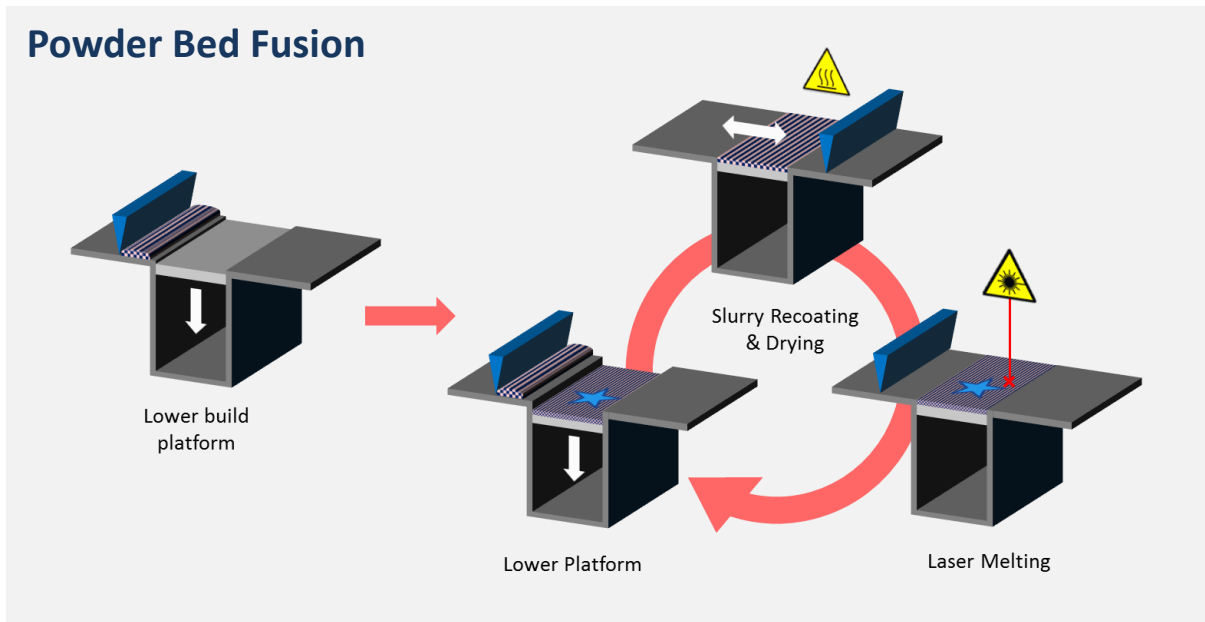 Powder Bed Fusion
Lower build
platform
Slurry Recoating
& Drying
Lower Platform
Laser Melting